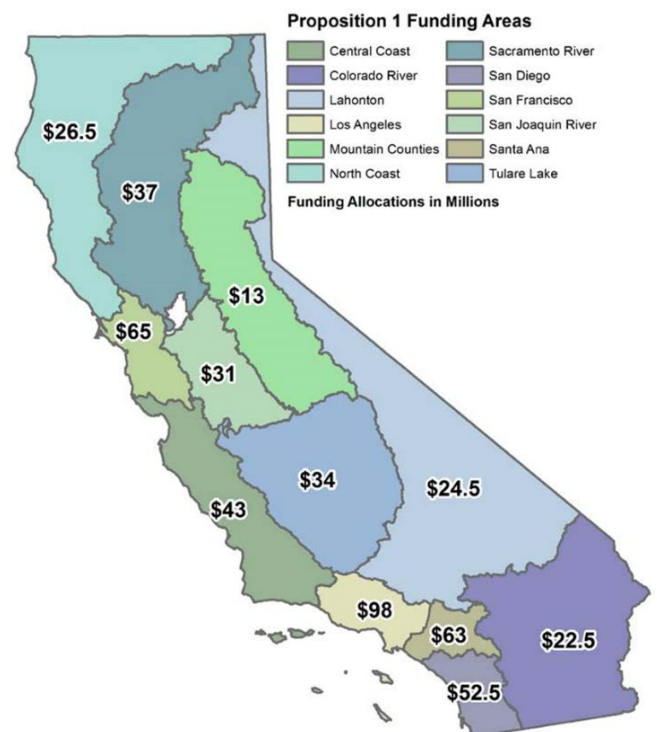 Proposition 1 Funding Areas
Central Coast
Colorado River
Lahonton
Los Angeles
Mountain Counties
North Coast
Sacramento River
San Diego
San Francisco
San Joaquin River
Santa Ana
Tulare Lake
Funding Allocations in Millions
$26.5
$37
$13
$65
$31
$34
$24.5
$43
$98
$63
$22.5
$52.5